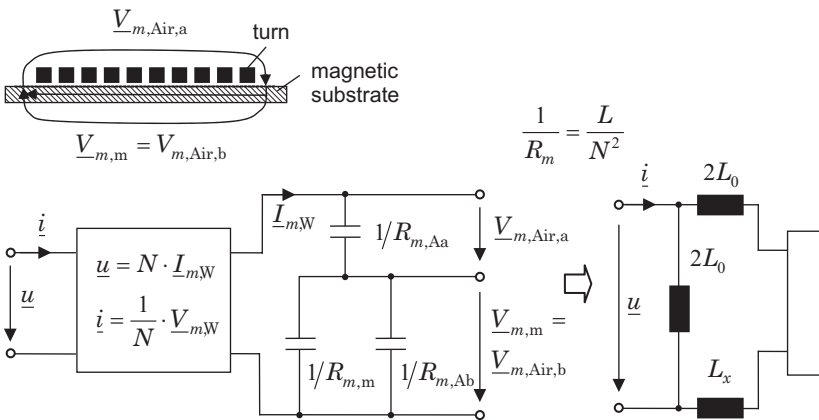 V_m,Air,a
turn
magnetic
substrate
V_m,m = V_m,Air,b
1/R_m = L/N²
i
2L_0
i
I_m,W
1/R_m,Aa
V_m,Air,a
u = N · I_m,W
2L_0
u
u
i = 1/N · V_m,W
V_m,m =
V_m,Air,b
1/R_m,m
1/R_m,Ab
L_x